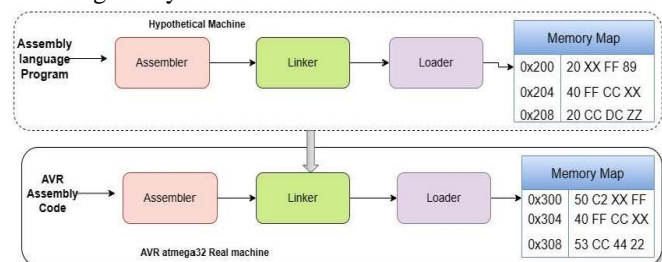 Hypothetical Machine
Assembly
language
Program
Assembler
Linker
Loader
Memory Map
0x200 20 XX FF 89
0x204 40 FF CC XX
0x208 20 CC DC ZZ
AVR
Assembly
Code
Assembler
Linker
Loader
Memory Map
0x300 50 C2 XX FF
0x304 40 FF CC XX
0x308 53 CC 44 22
AVR atmega32 Real machine